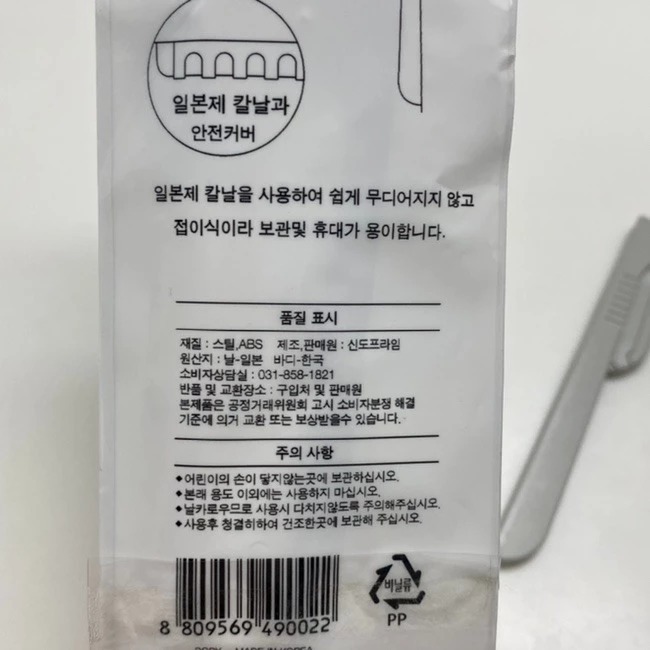 일본제 칼날과
안전커버
일본제 칼날을 사용하여 쉽게 무디어지지 않고
접이식이라 보관및 휴대가 용이합니다.
품질 표시
재질 : 스틸,ABS 제조,판매원 : 신도프라임
원산지 : 날-일본 바디-한국
소비자상담실 : 031-858-1821
반품 및 교환장소 : 구입처 및 판매원
본제품은 공정거래위원회 고시 소비자분쟁 해결
기준에 의거 교환 또는 보상받을수 있습니다.
주의 사항
◆어린이의 손이 닿지않는곳에 보관하십시오.
◆본래 용도 이외에는 사용하지 마십시오.
◆날카로우므로 사용시 다치지않도록 주의해주십시오.
◆사용후 청결히하여 건조한곳에 보관해 주십시오.
비닐류
PP
8 809569 490022